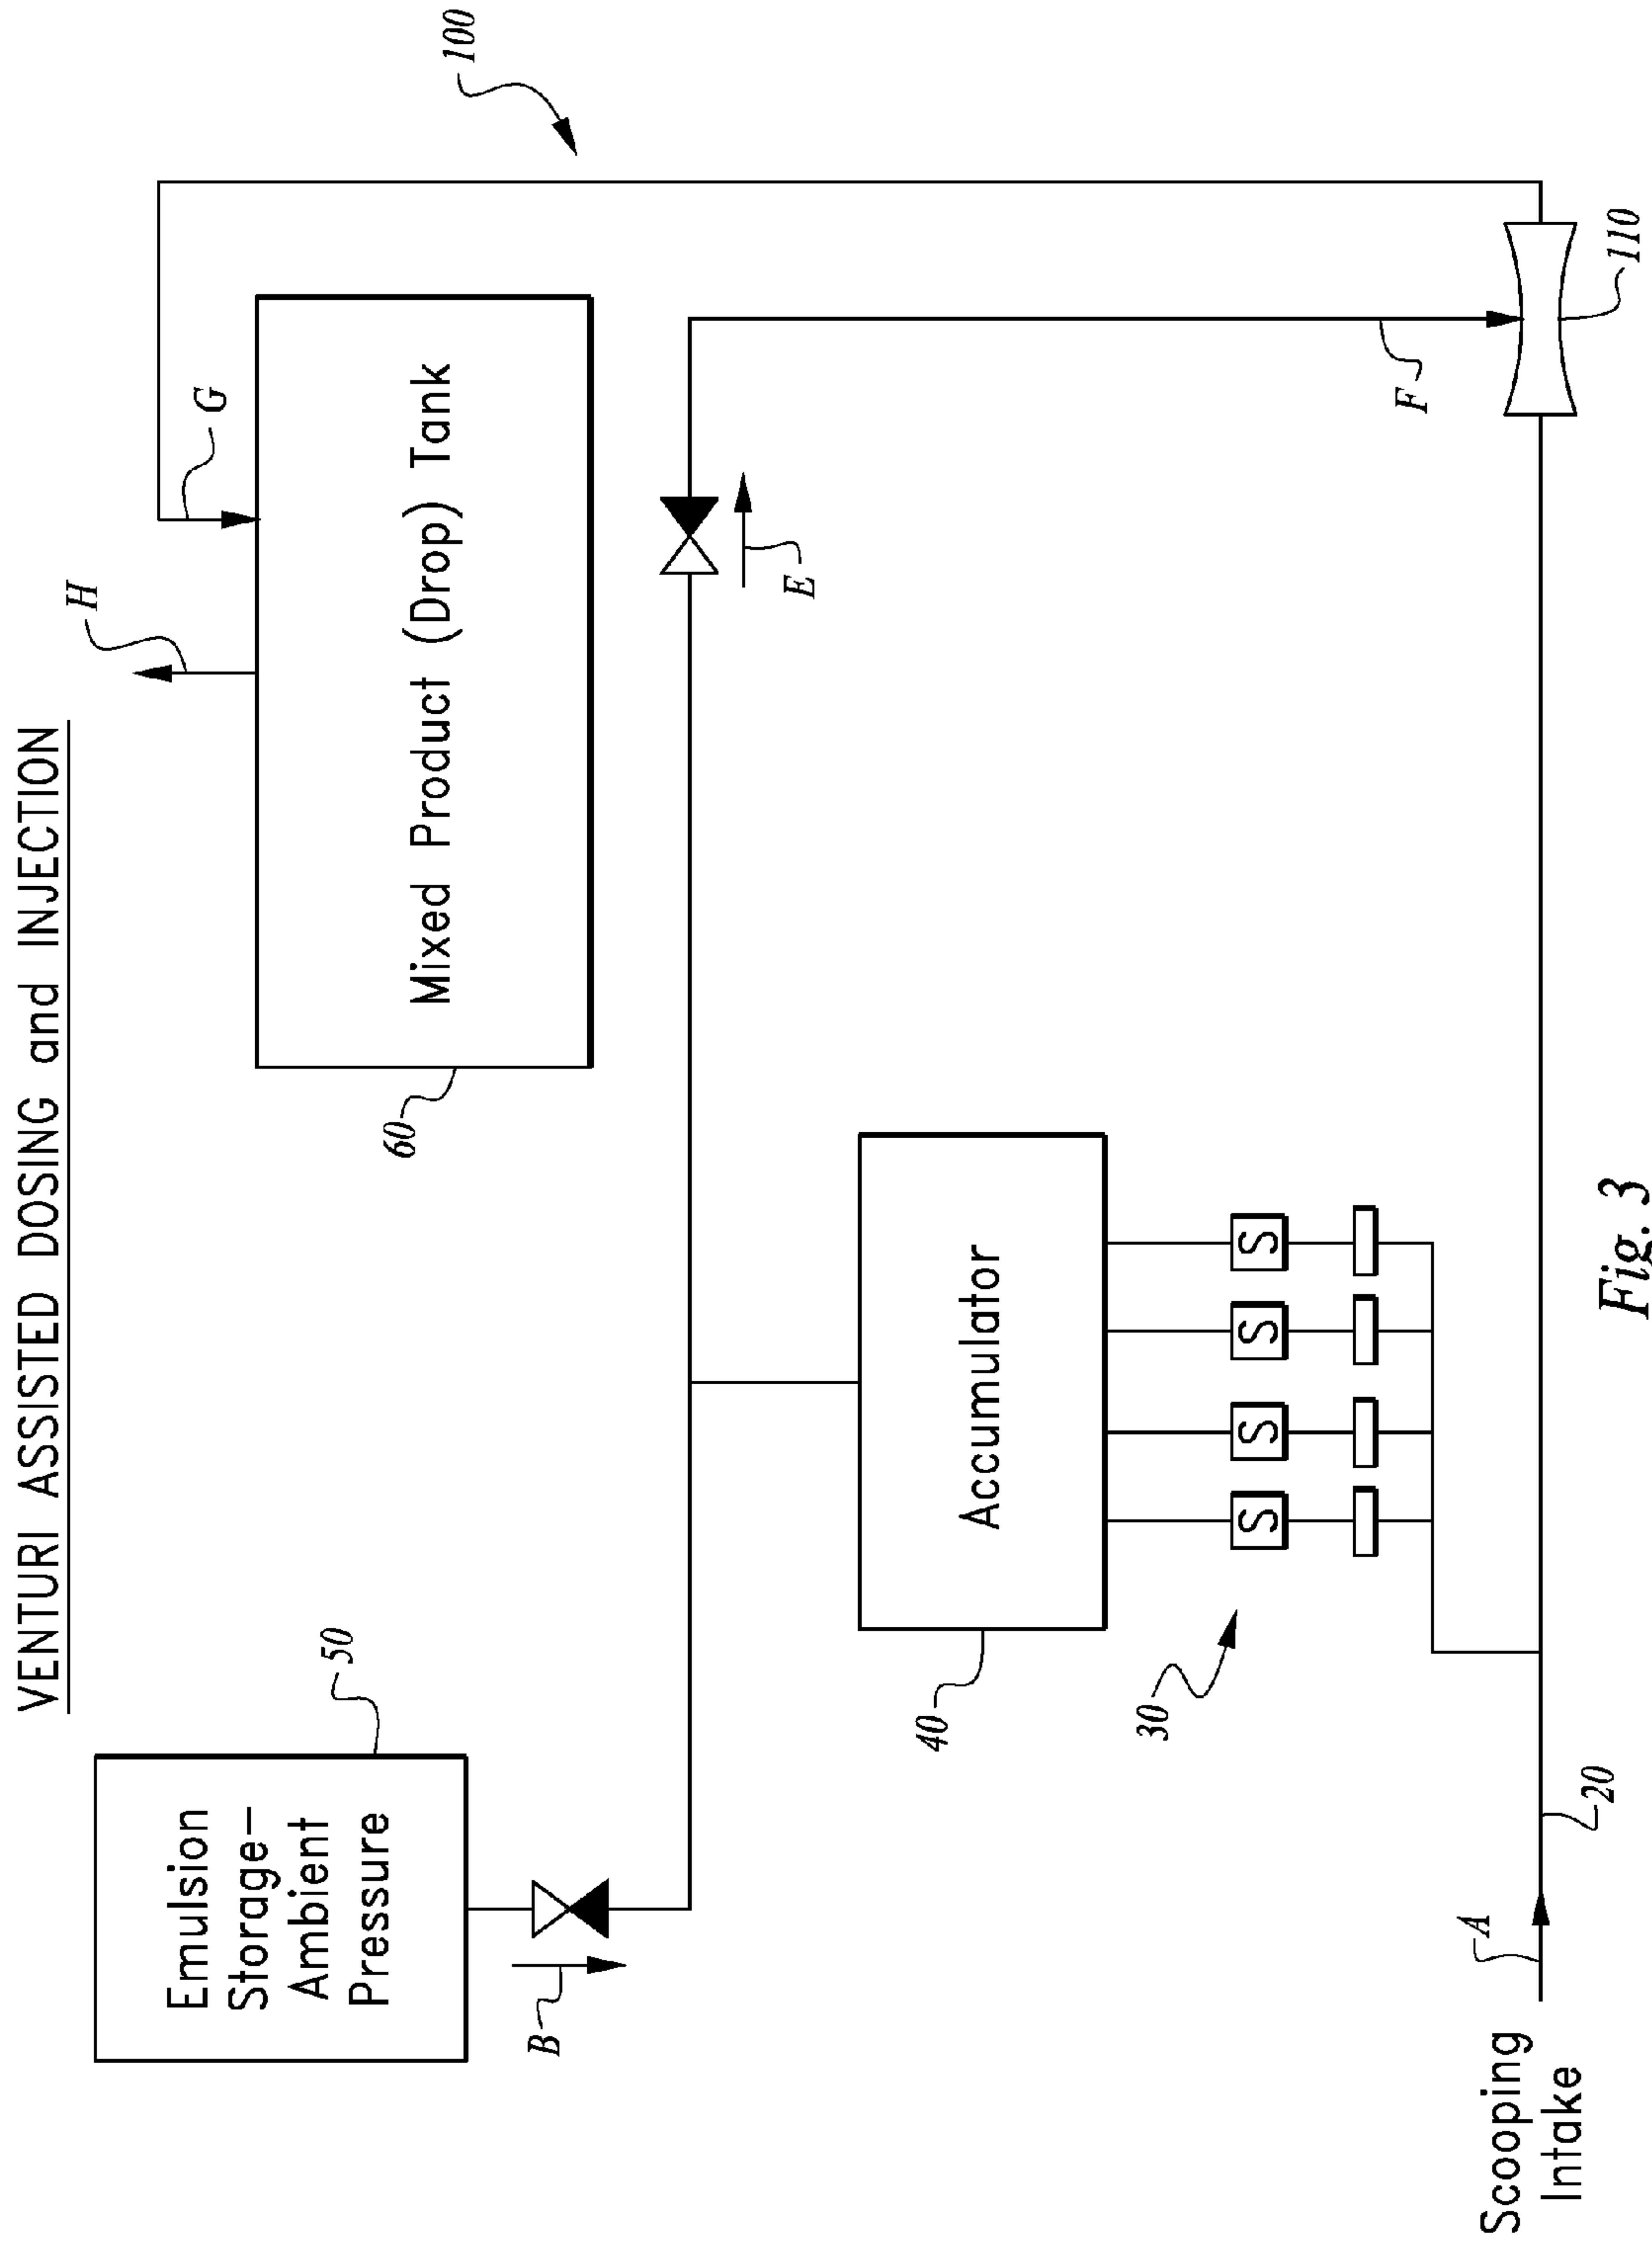 VENTURI ASSISTED DOSING and INJECTION
100
H
G
Emulsion
Storage-
Ambient
Pressure
50
Mixed Product (Drop) Tank
60
B
E
Accumulator
40
30
S S S S
F
A
Scooping
Intake
20
110
Fig. 3